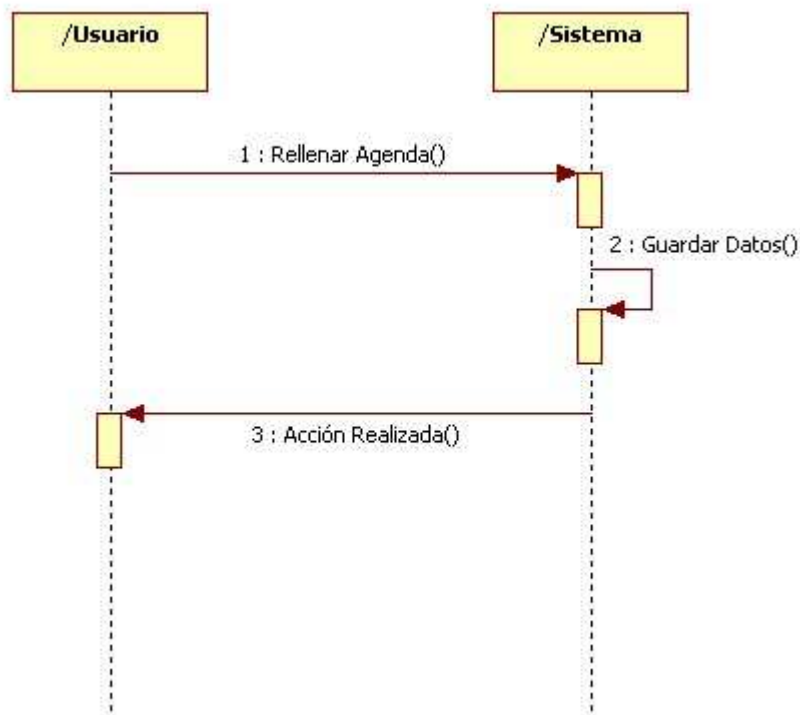 /Usuario
/Sistema
1 : Rellenar Agenda()
2 : Guardar Datos()
3 : Acción Realizada()